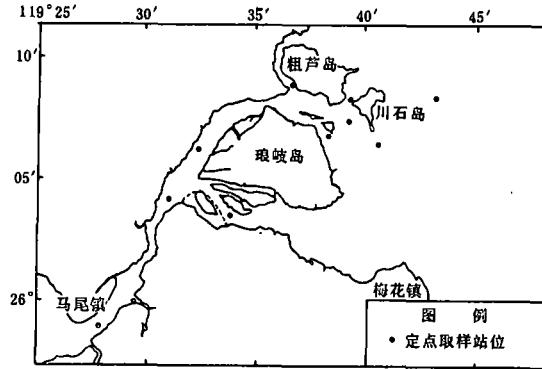 119°25′ 30′ 35′ 40′ 45′
10′
粗芦岛
川石岛
琅岐岛
05′
26°
马尾镇
梅花镇
图 例
• 定点取样站位